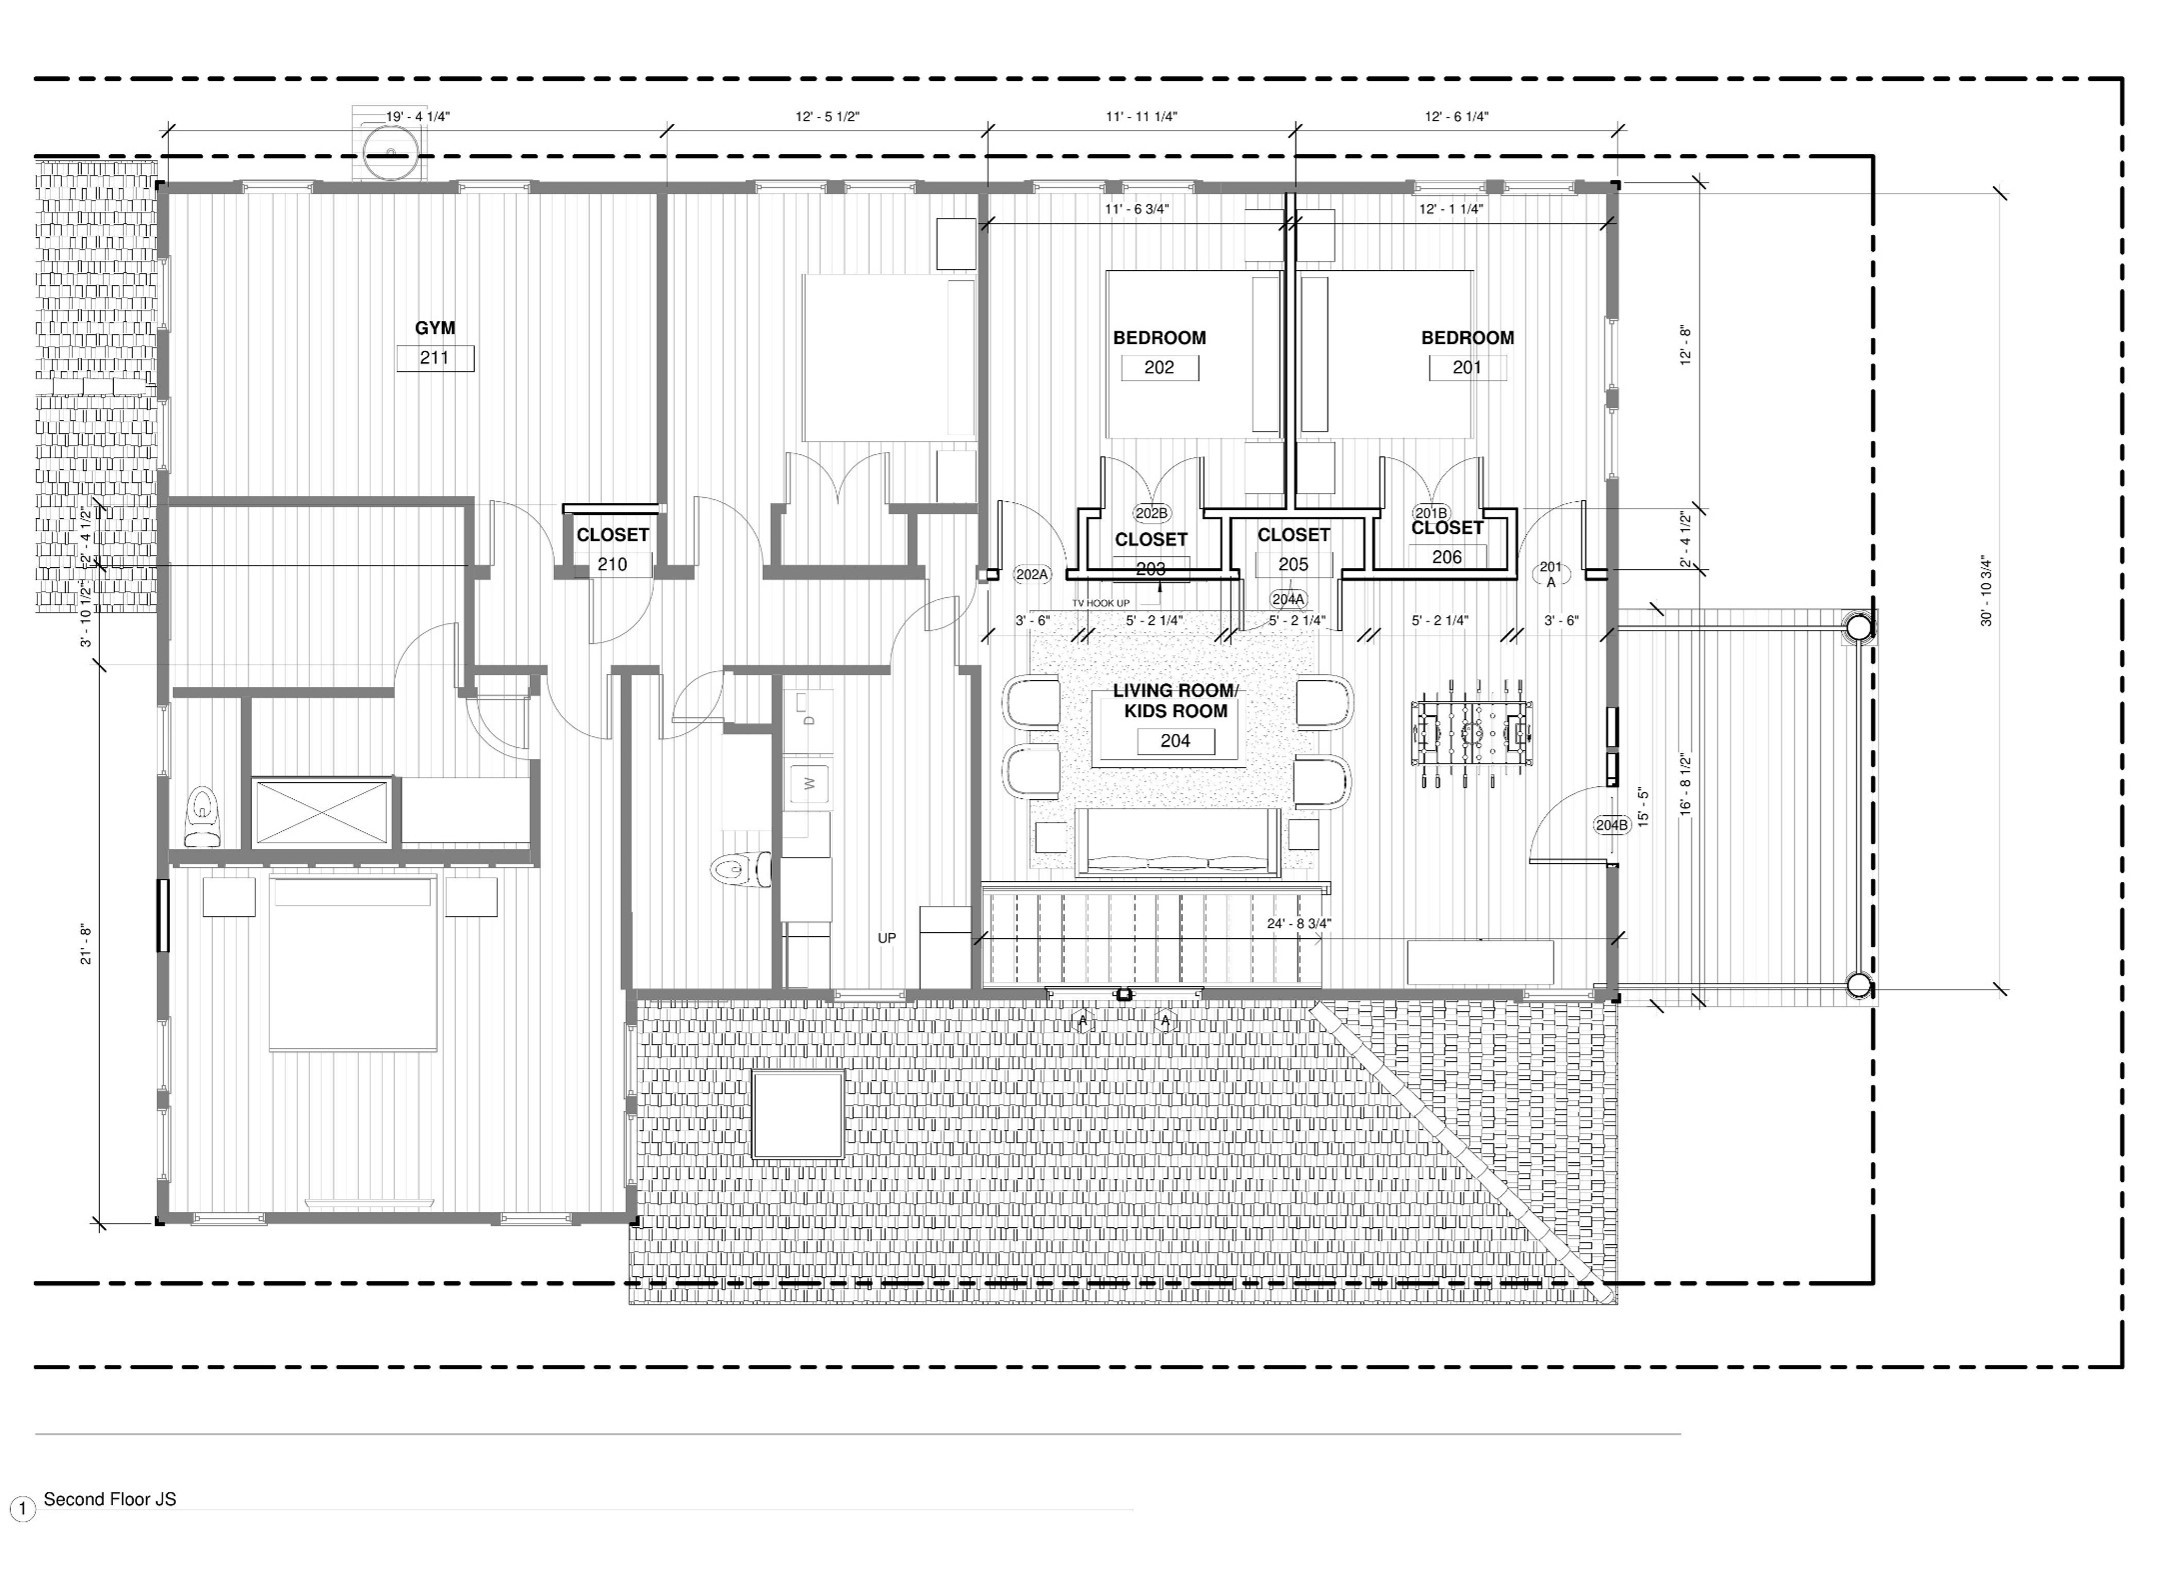 19' - 4 1/4"
12' - 5 1/2"
11' - 11 1/4"
12' - 6 1/4"
11' - 6 3/4"
12' - 1 1/4"
GYM
211
BEDROOM
202
BEDROOM
201
12' - 8"
2' - 4 1/2"
3' - 10 1/2"
21' - 8"
CLOSET
210
202B
CLOSET
203
CLOSET
205
201B
CLOSET
206
2' - 4 1/2"
30' - 10 3/4"
202A
201
A
TV HOOK UP
204A
3' - 6"
5' - 2 1/4"
5' - 2 1/4"
5' - 2 1/4"
3' - 6"
LIVING ROOM/
KIDS ROOM
204
D
W
204B
15' - 5"
16' - 8 1/2"
UP
24' - 8 3/4"
A
A
1
Second Floor JS